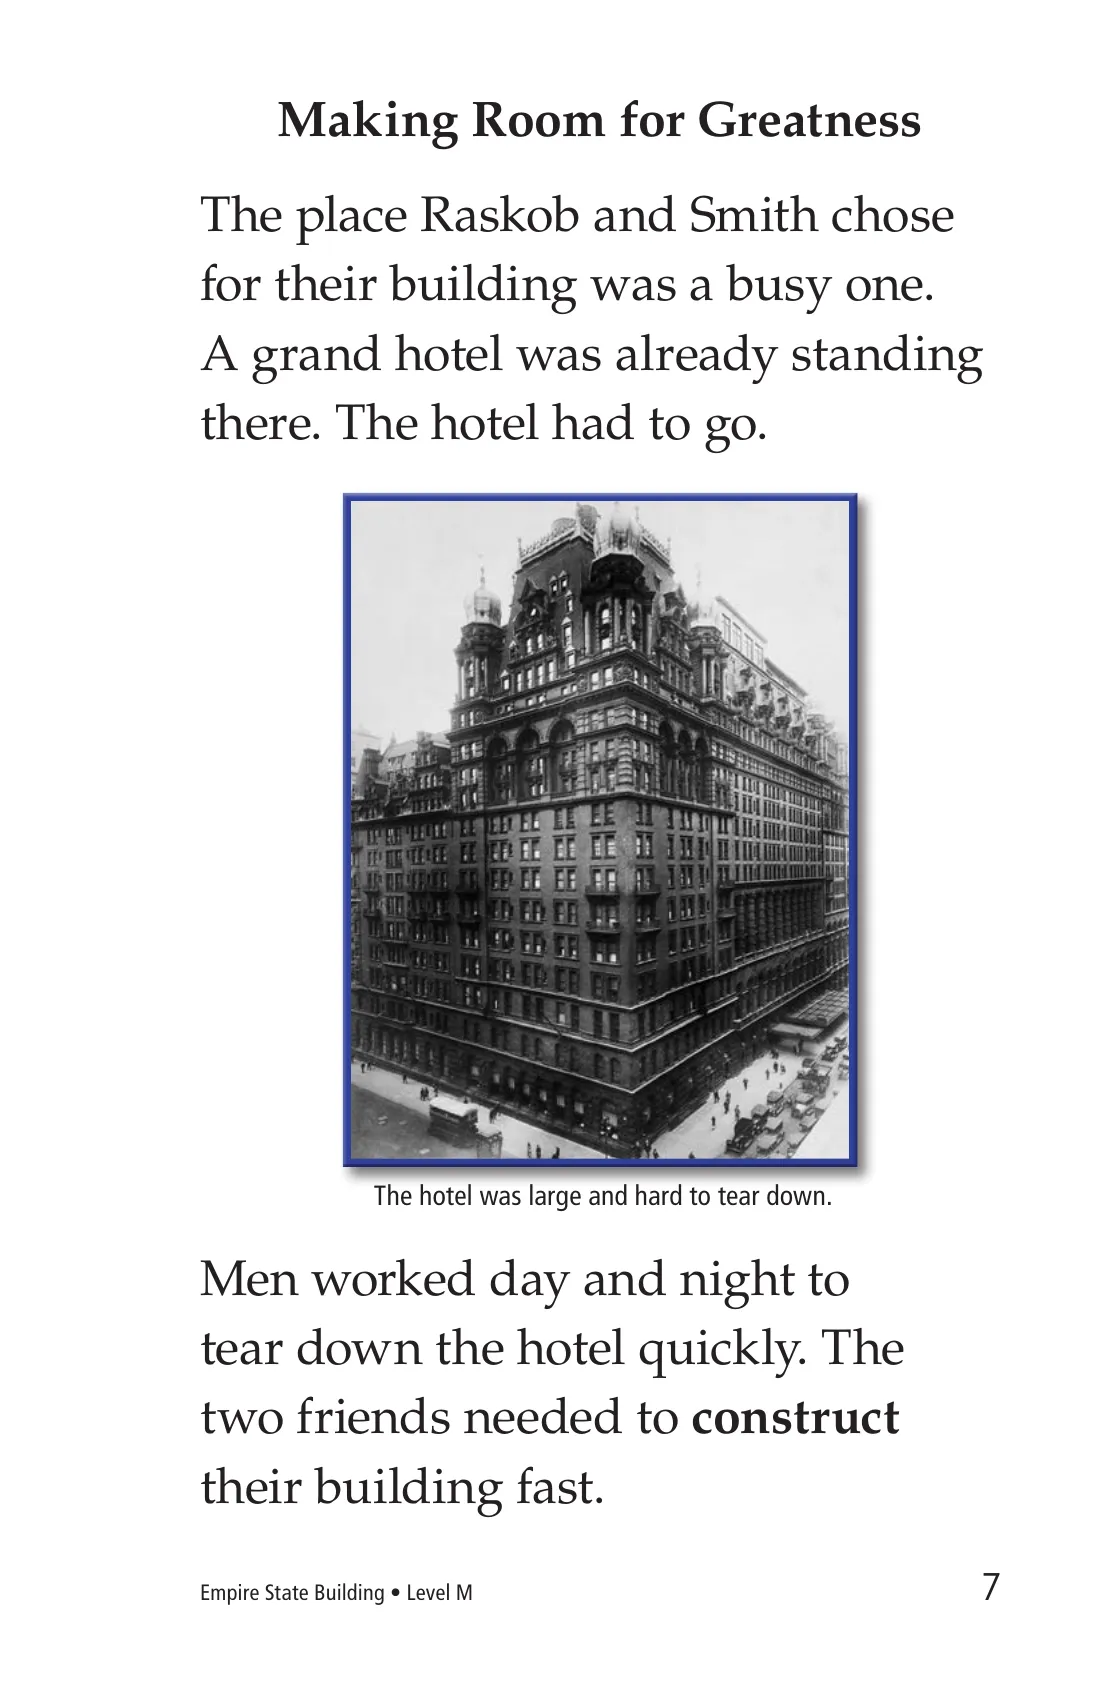 Making Room for Greatness
The place Raskob and Smith chose
for their building was a busy one.
A grand hotel was already standing
there. The hotel had to go.
The hotel was large and hard to tear down.
Men worked day and night to
tear down the hotel quickly. The
two friends needed to construct
their building fast.
Empire State Building • Level M
7